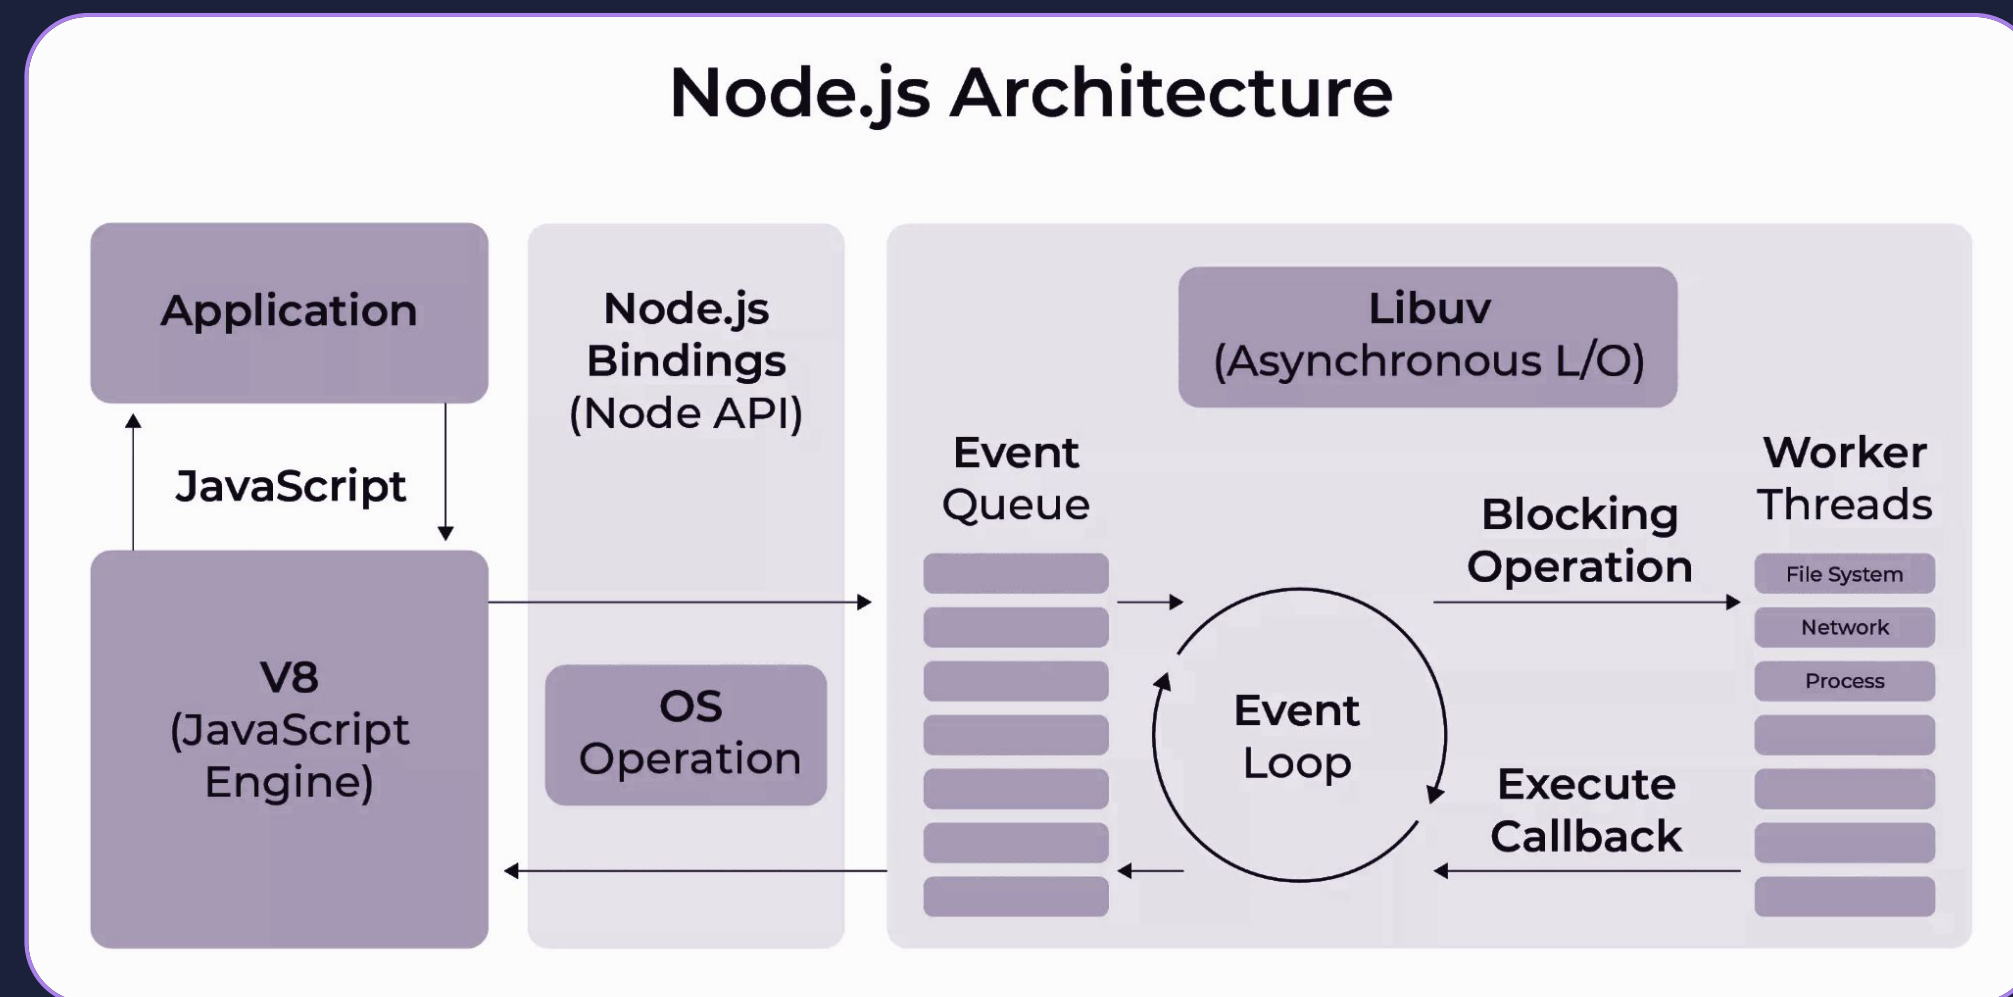 Node.js Architecture
Application
JavaScript
V8
(JavaScript
Engine)
Node.js
Bindings
(Node API)
OS
Operation
Libuv
(Asynchronous L/O)
Event
Queue
Event
Loop
Blocking
Operation
Execute
Callback
Worker
Threads
File System
Network
Process